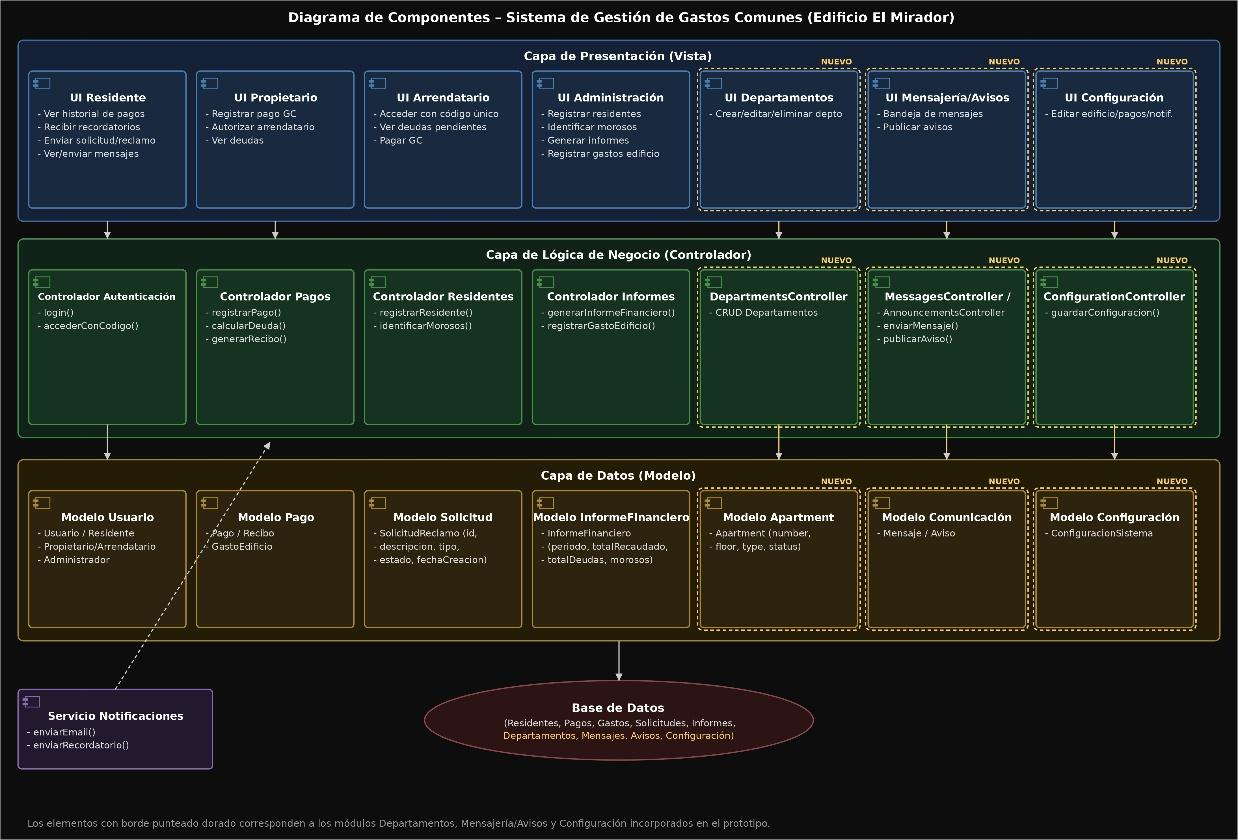 Diagrama de Componentes – Sistema de Gestión de Gastos Comunes (Edificio El Mirador)
Capa de Presentación (Vista)
NUEVO
NUEVO
NUEVO
UI Residente
- Ver historial de pagos
- Recibir recordatorios
- Enviar solicitud/reclamo
- Ver/enviar mensajes
UI Propietario
- Registrar pago GC
- Autorizar arrendatario
- Ver deudas
UI Arrendatario
- Acceder con código único
- Ver deudas pendientes
- Pagar GC
UI Administración
- Registrar residentes
- Identificar morosos
- Generar informes
- Registrar gastos edificio
UI Departamentos
- Crear/editar/eliminar depto
UI Mensajería/Avisos
- Bandeja de mensajes
- Publicar avisos
UI Configuración
- Editar edificio/pagos/notif.
Capa de Lógica de Negocio (Controlador)
NUEVO
NUEVO
NUEVO
Controlador Autenticación
- login()
- accederConCodigo()
Controlador Pagos
- registrarPago()
- calcularDeuda()
- generarRecibo()
Controlador Residentes
- registrarResidente()
- identificarMorosos()
Controlador Informes
- generarInformeFinanciero()
- registrarGastoEdificio()
DepartmentsController
- CRUD Departamentos
MessagesController /
- AnnouncementsController
- enviarMensaje()
- publicarAviso()
ConfigurationController
- guardarConfiguracion()
Capa de Datos (Modelo)
NUEVO
NUEVO
NUEVO
Modelo Usuario
- Usuario / Residente
- Propietario/Arrendatario
- Administrador
Modelo Pago
- Pago / Recibo
- GastoEdificio
Modelo Solicitud
- SolicitudReclamo (id,
- descripcion, tipo,
- estado, fechaCreacion)
Modelo InformeFinanciero
- InformeFinanciero
- (periodo, totalRecaudado,
- totalDeudas, morosos)
Modelo Apartment
- Apartment (number,
- floor, type, status)
Modelo Comunicación
- Mensaje / Aviso
Modelo Configuración
- ConfiguracionSistema
Servicio Notificaciones
- enviarEmail()
- enviarRecordatorio()
Base de Datos
(Residentes, Pagos, Gastos, Solicitudes, Informes,
Departamentos, Mensajes, Avisos, Configuración)
Los elementos con borde punteado dorado corresponden a los módulos Departamentos, Mensajería/Avisos y Configuración incorporados en el prototipo.